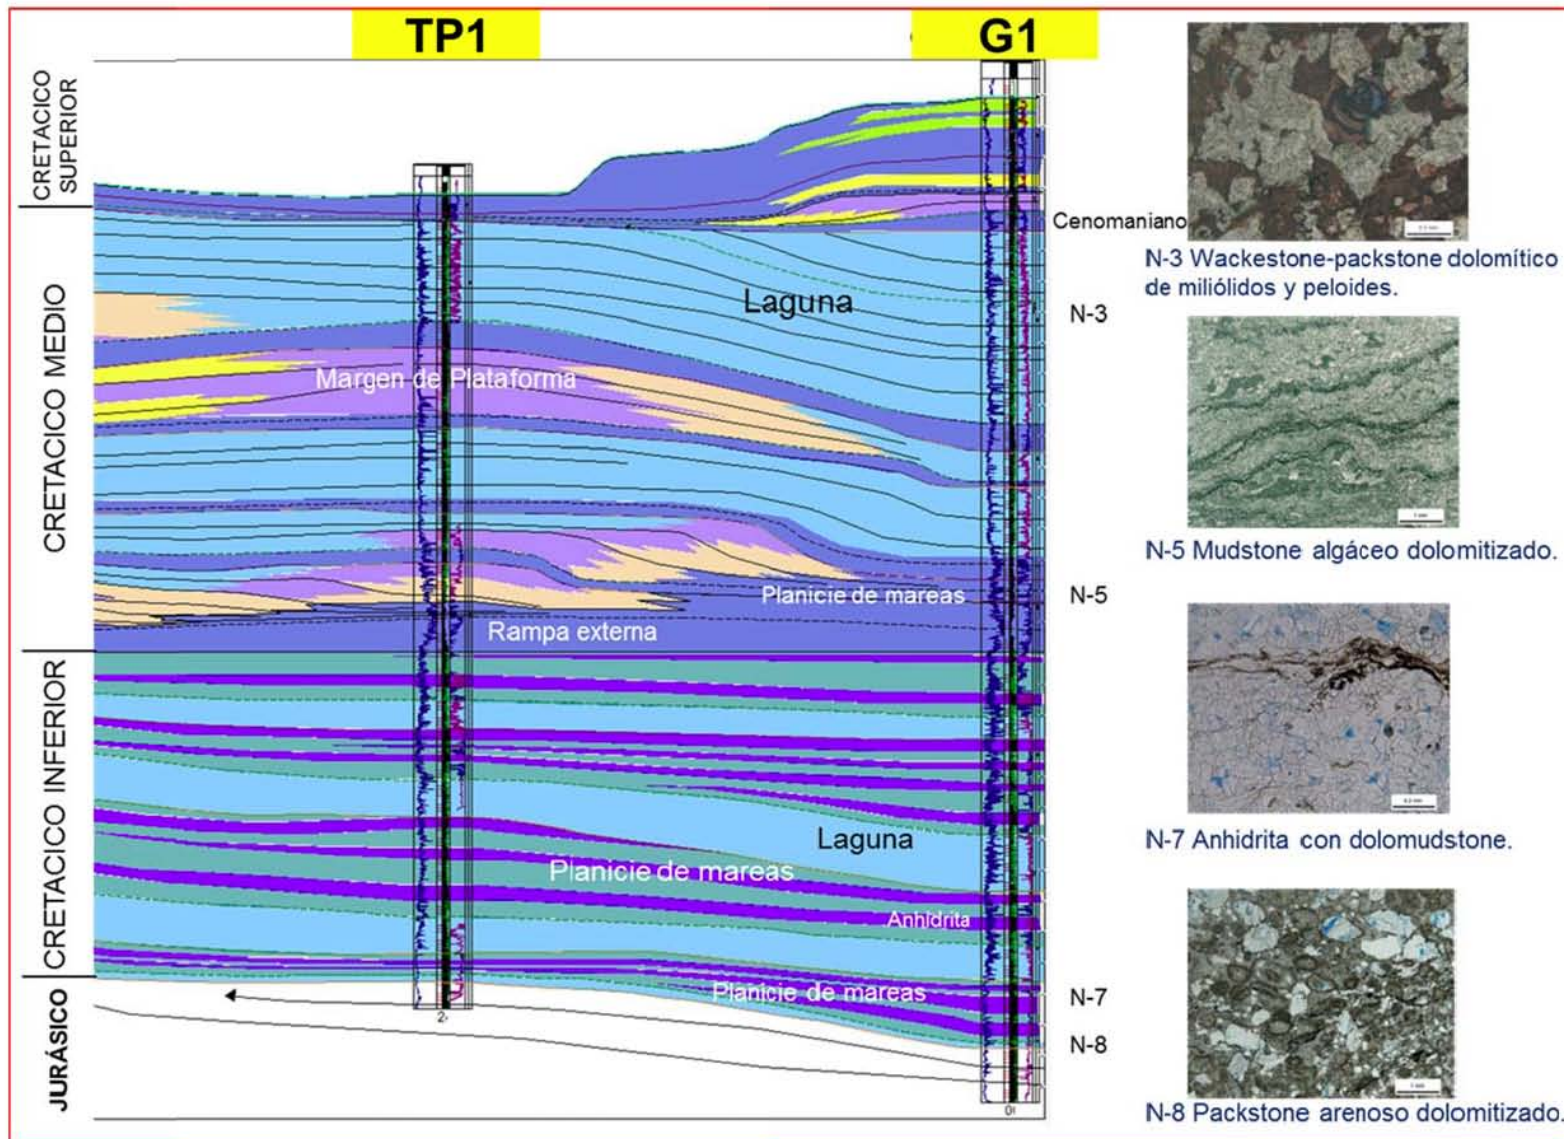 TP1
G1
CRETACICO
SUPERIOR
CRETACICO MEDIO
CRETACICO INFERIOR
JURÁSICO
Cenomaniano
Laguna
N-3
Margen de Plataforma
Planicie de mareas
N-5
Rampa externa
Laguna
Planicie de mareas
Anhidrita
Planicie de mareas
N-7
N-8
N-3 Wackestone-packstone dolomítico
de miliólidos y peloides.
N-5 Mudstone algáceo dolomitizado.
N-7 Anhidrita con dolomudstone.
N-8 Packstone arenoso dolomitizado.